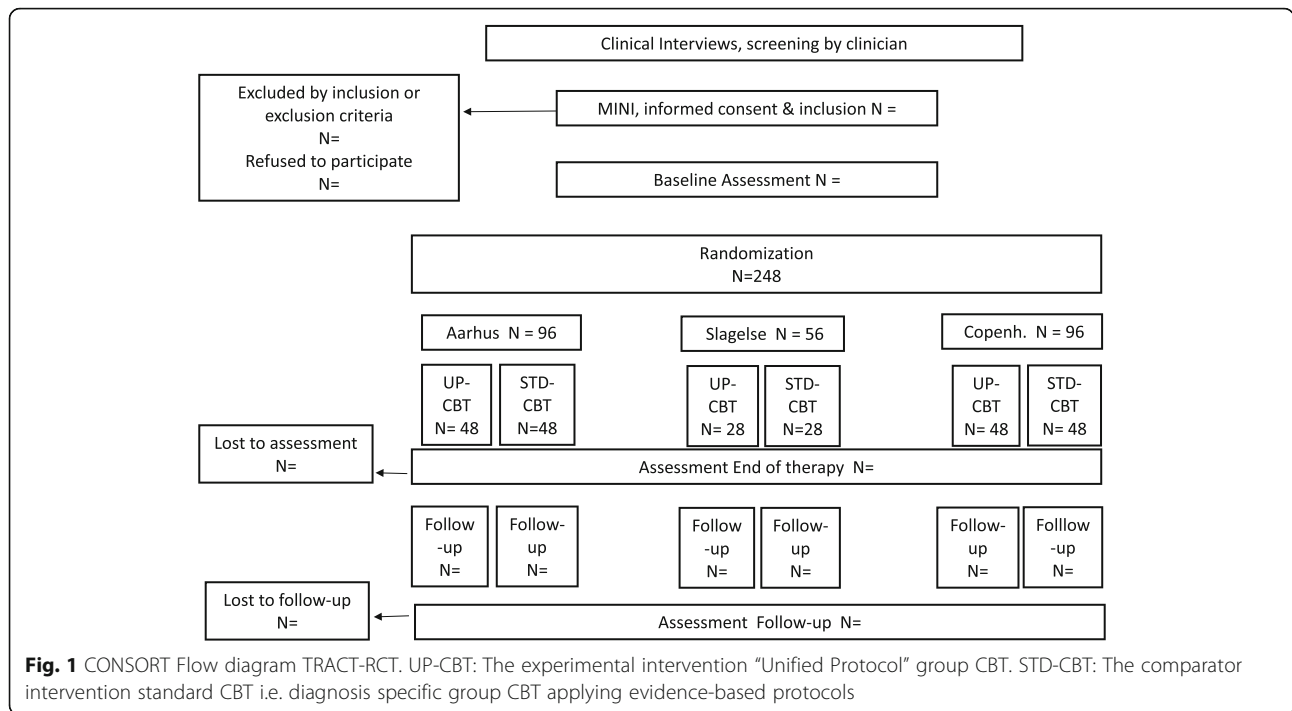 Clinical Interviews, screening by clinician
Excluded by inclusion or
exclusion criteria
N=
Refused to participate
N=
MINI, informed consent & inclusion N =
Baseline Assessment N =
Randomization
N=248
Aarhus N = 96
Slagelse N = 56
Copenh. N = 96
UP-
CBT
N= 48
STD-
CBT
N=48
UP-
CBT
N= 28
STD-
CBT
N=28
UP-
CBT
N= 48
STD-
CBT
N= 48
Lost to assessment
N=
Assessment End of therapy N=
Follow
-up
N=
Follow-
up
N=
Follow
-up
N=
Follow-
up
N=
Follow-
up
N=
Folllow
-up
N=
Lost to follow-up
N=
Assessment Follow-up N=
Fig. 1 CONSORT Flow diagram TRACT-RCT. UP-CBT: The experimental intervention “Unified Protocol” group CBT. STD-CBT: The comparator
intervention standard CBT i.e. diagnosis specific group CBT applying evidence-based protocols